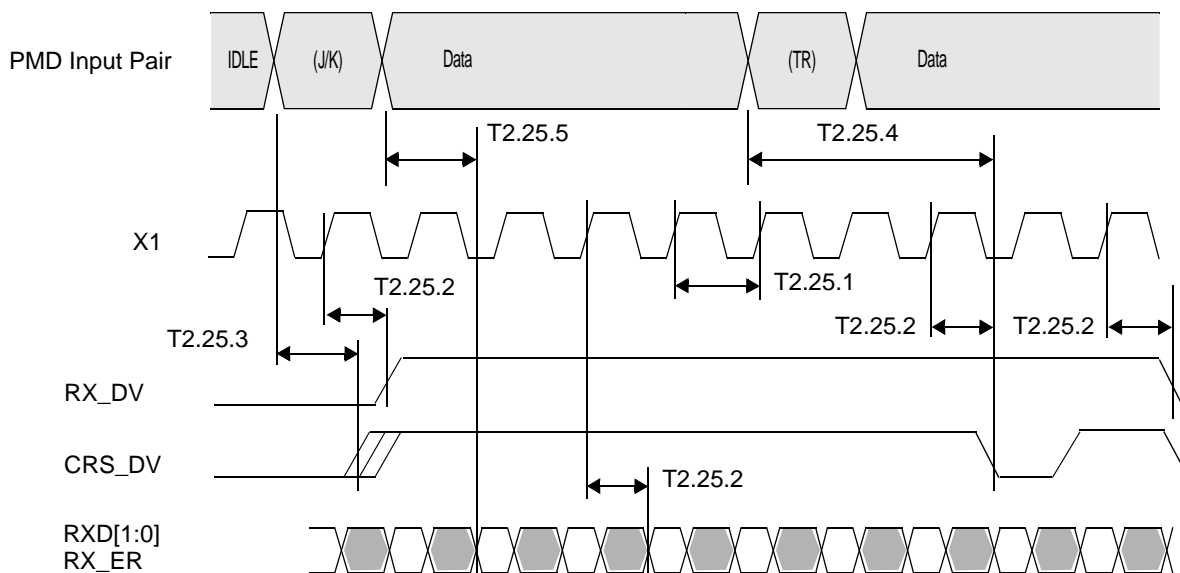 PMD Input Pair
IDLE
(J/K)
Data
(TR)
Data
T2.25.5
T2.25.4
X1
T2.25.2
T2.25.1
T2.25.3
T2.25.2
T2.25.2
RX_DV
CRS_DV
T2.25.2
RXD[1:0]
RX_ER